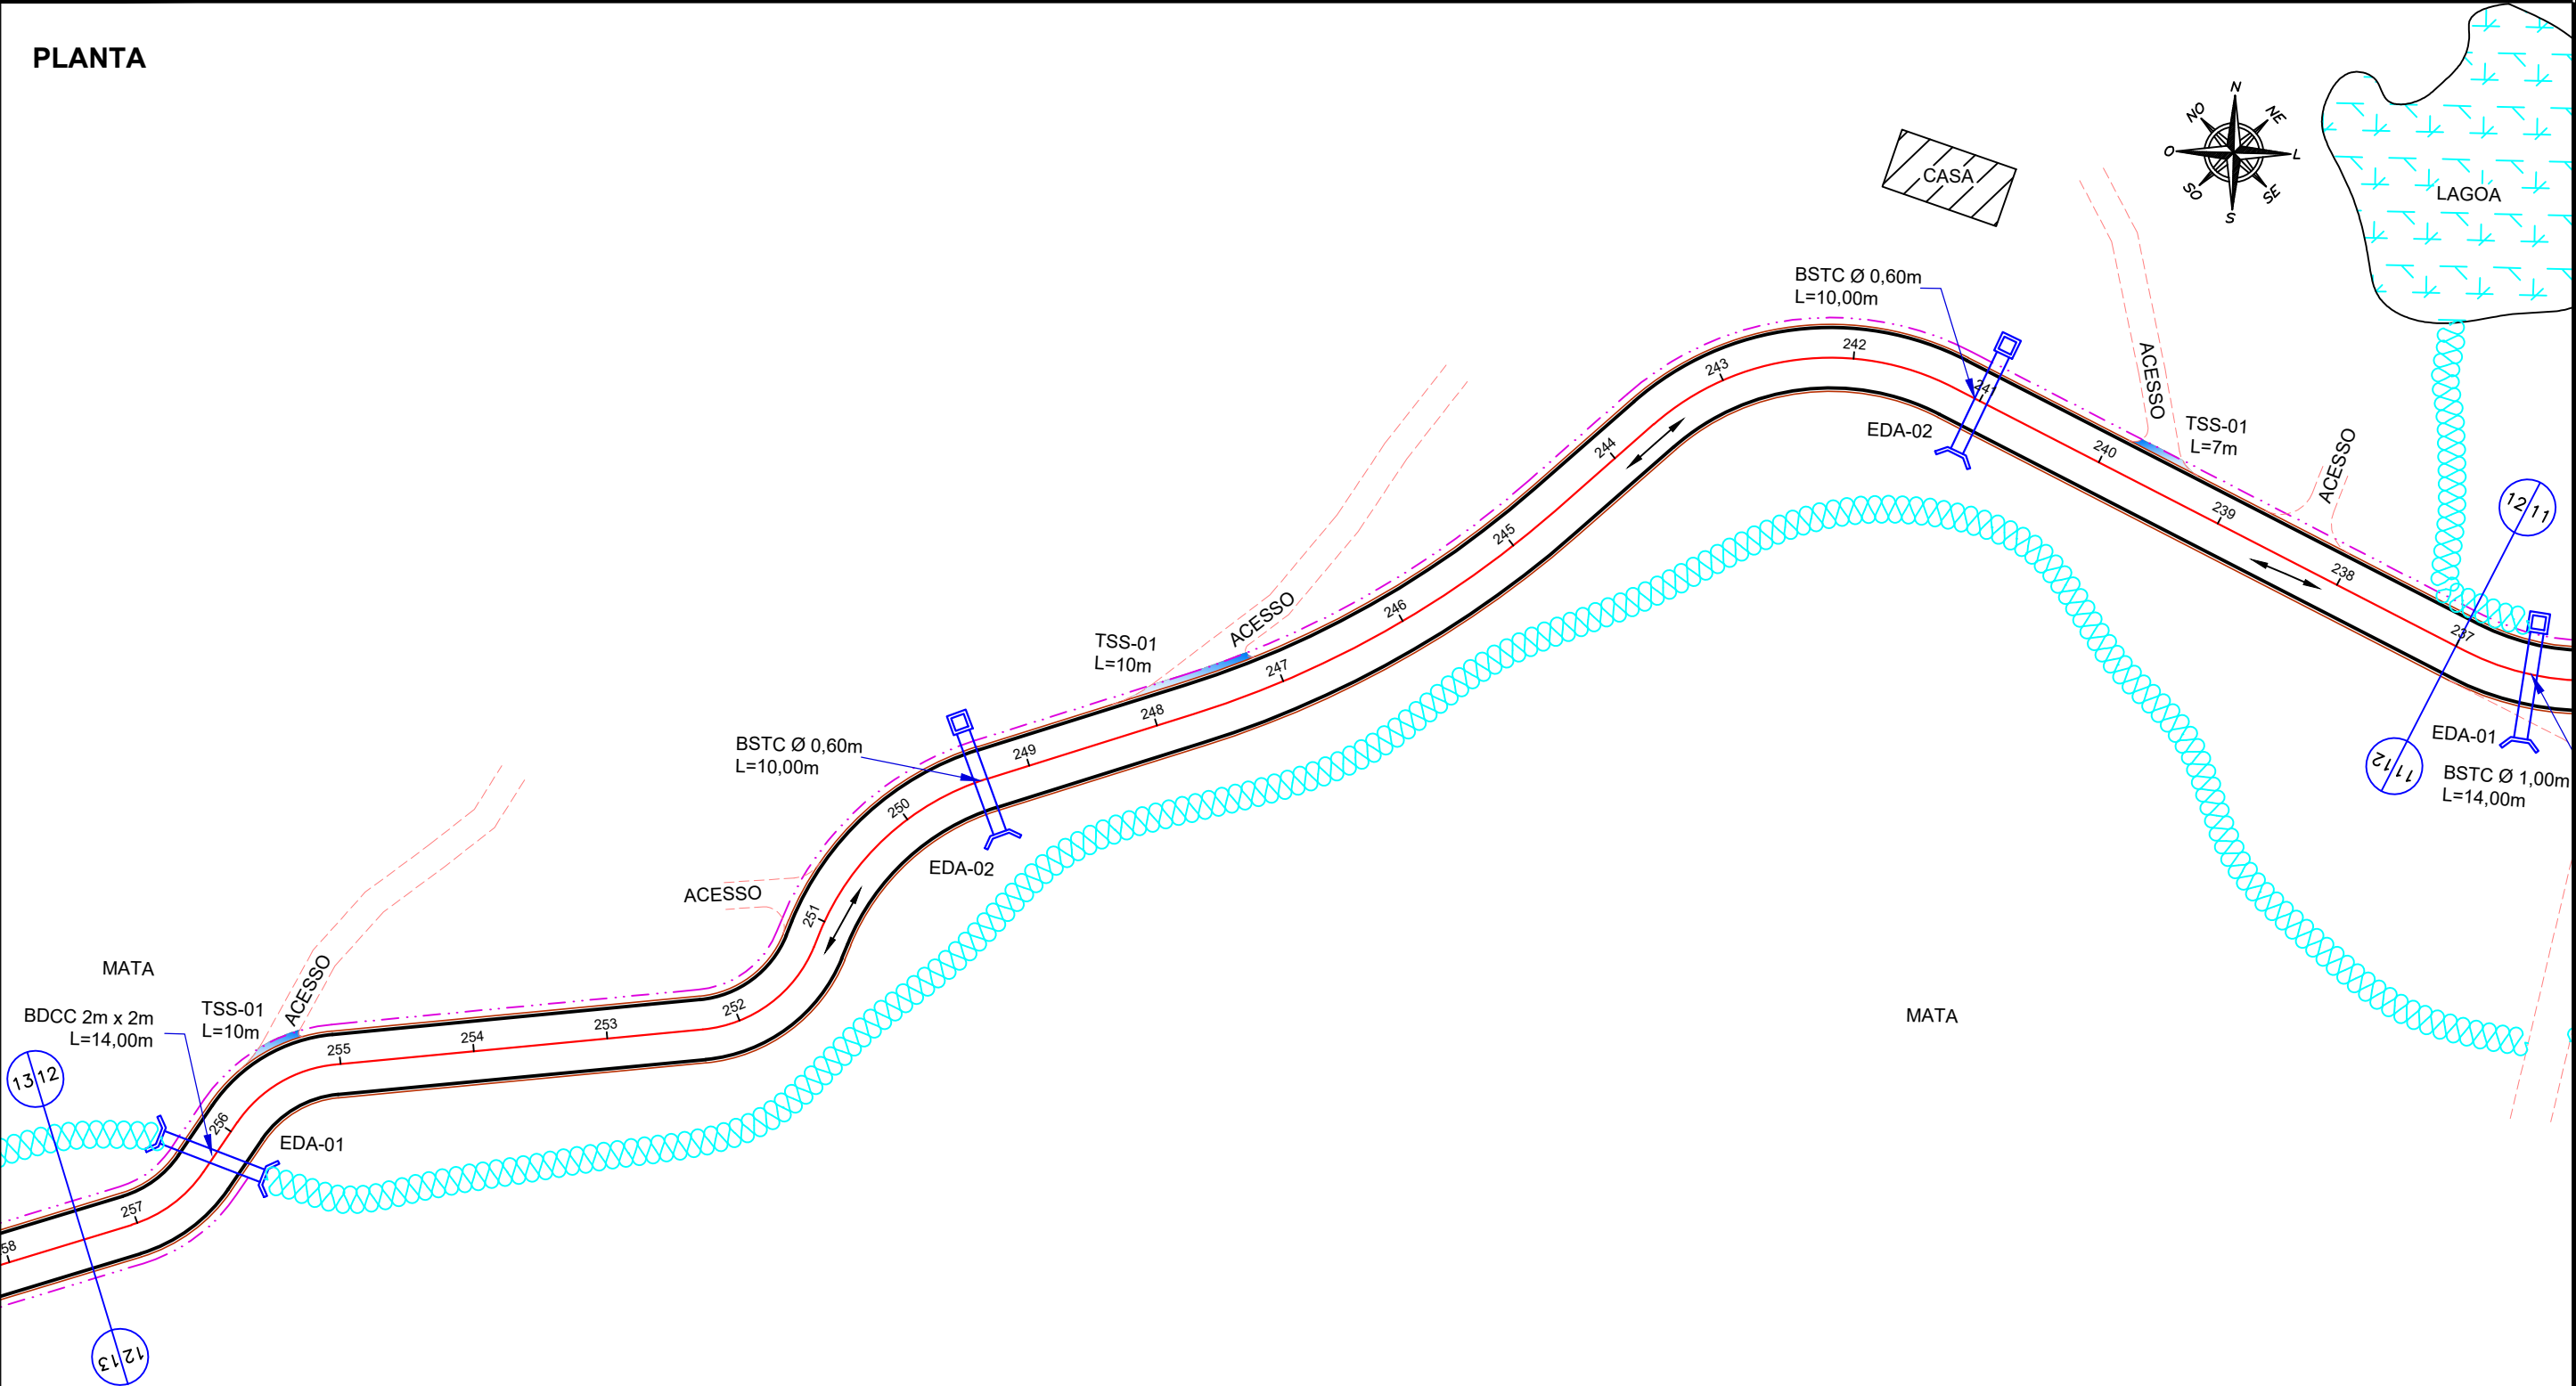 PLANTA
N
NO
NE
O
L
SO
SE
S
CASA
LAGOA
BSTC Ø 0,60m
L=10,00m
242
243
241
EDA-02
ACESSO
TSS-01
L=7m
ACESSO
240
239
238
237
12 11
11 12
EDA-01
BSTC Ø 1,00m
L=14,00m
244
245
246
247
248
249
ACESSO
TSS-01
L=10m
BSTC Ø 0,60m
L=10,00m
EDA-02
250
251
ACESSO
252
253
254
255
MATA
MATA
ACESSO
TSS-01
L=10m
BDCC 2m x 2m
L=14,00m
13 12
256
EDA-01
257
58
12 13